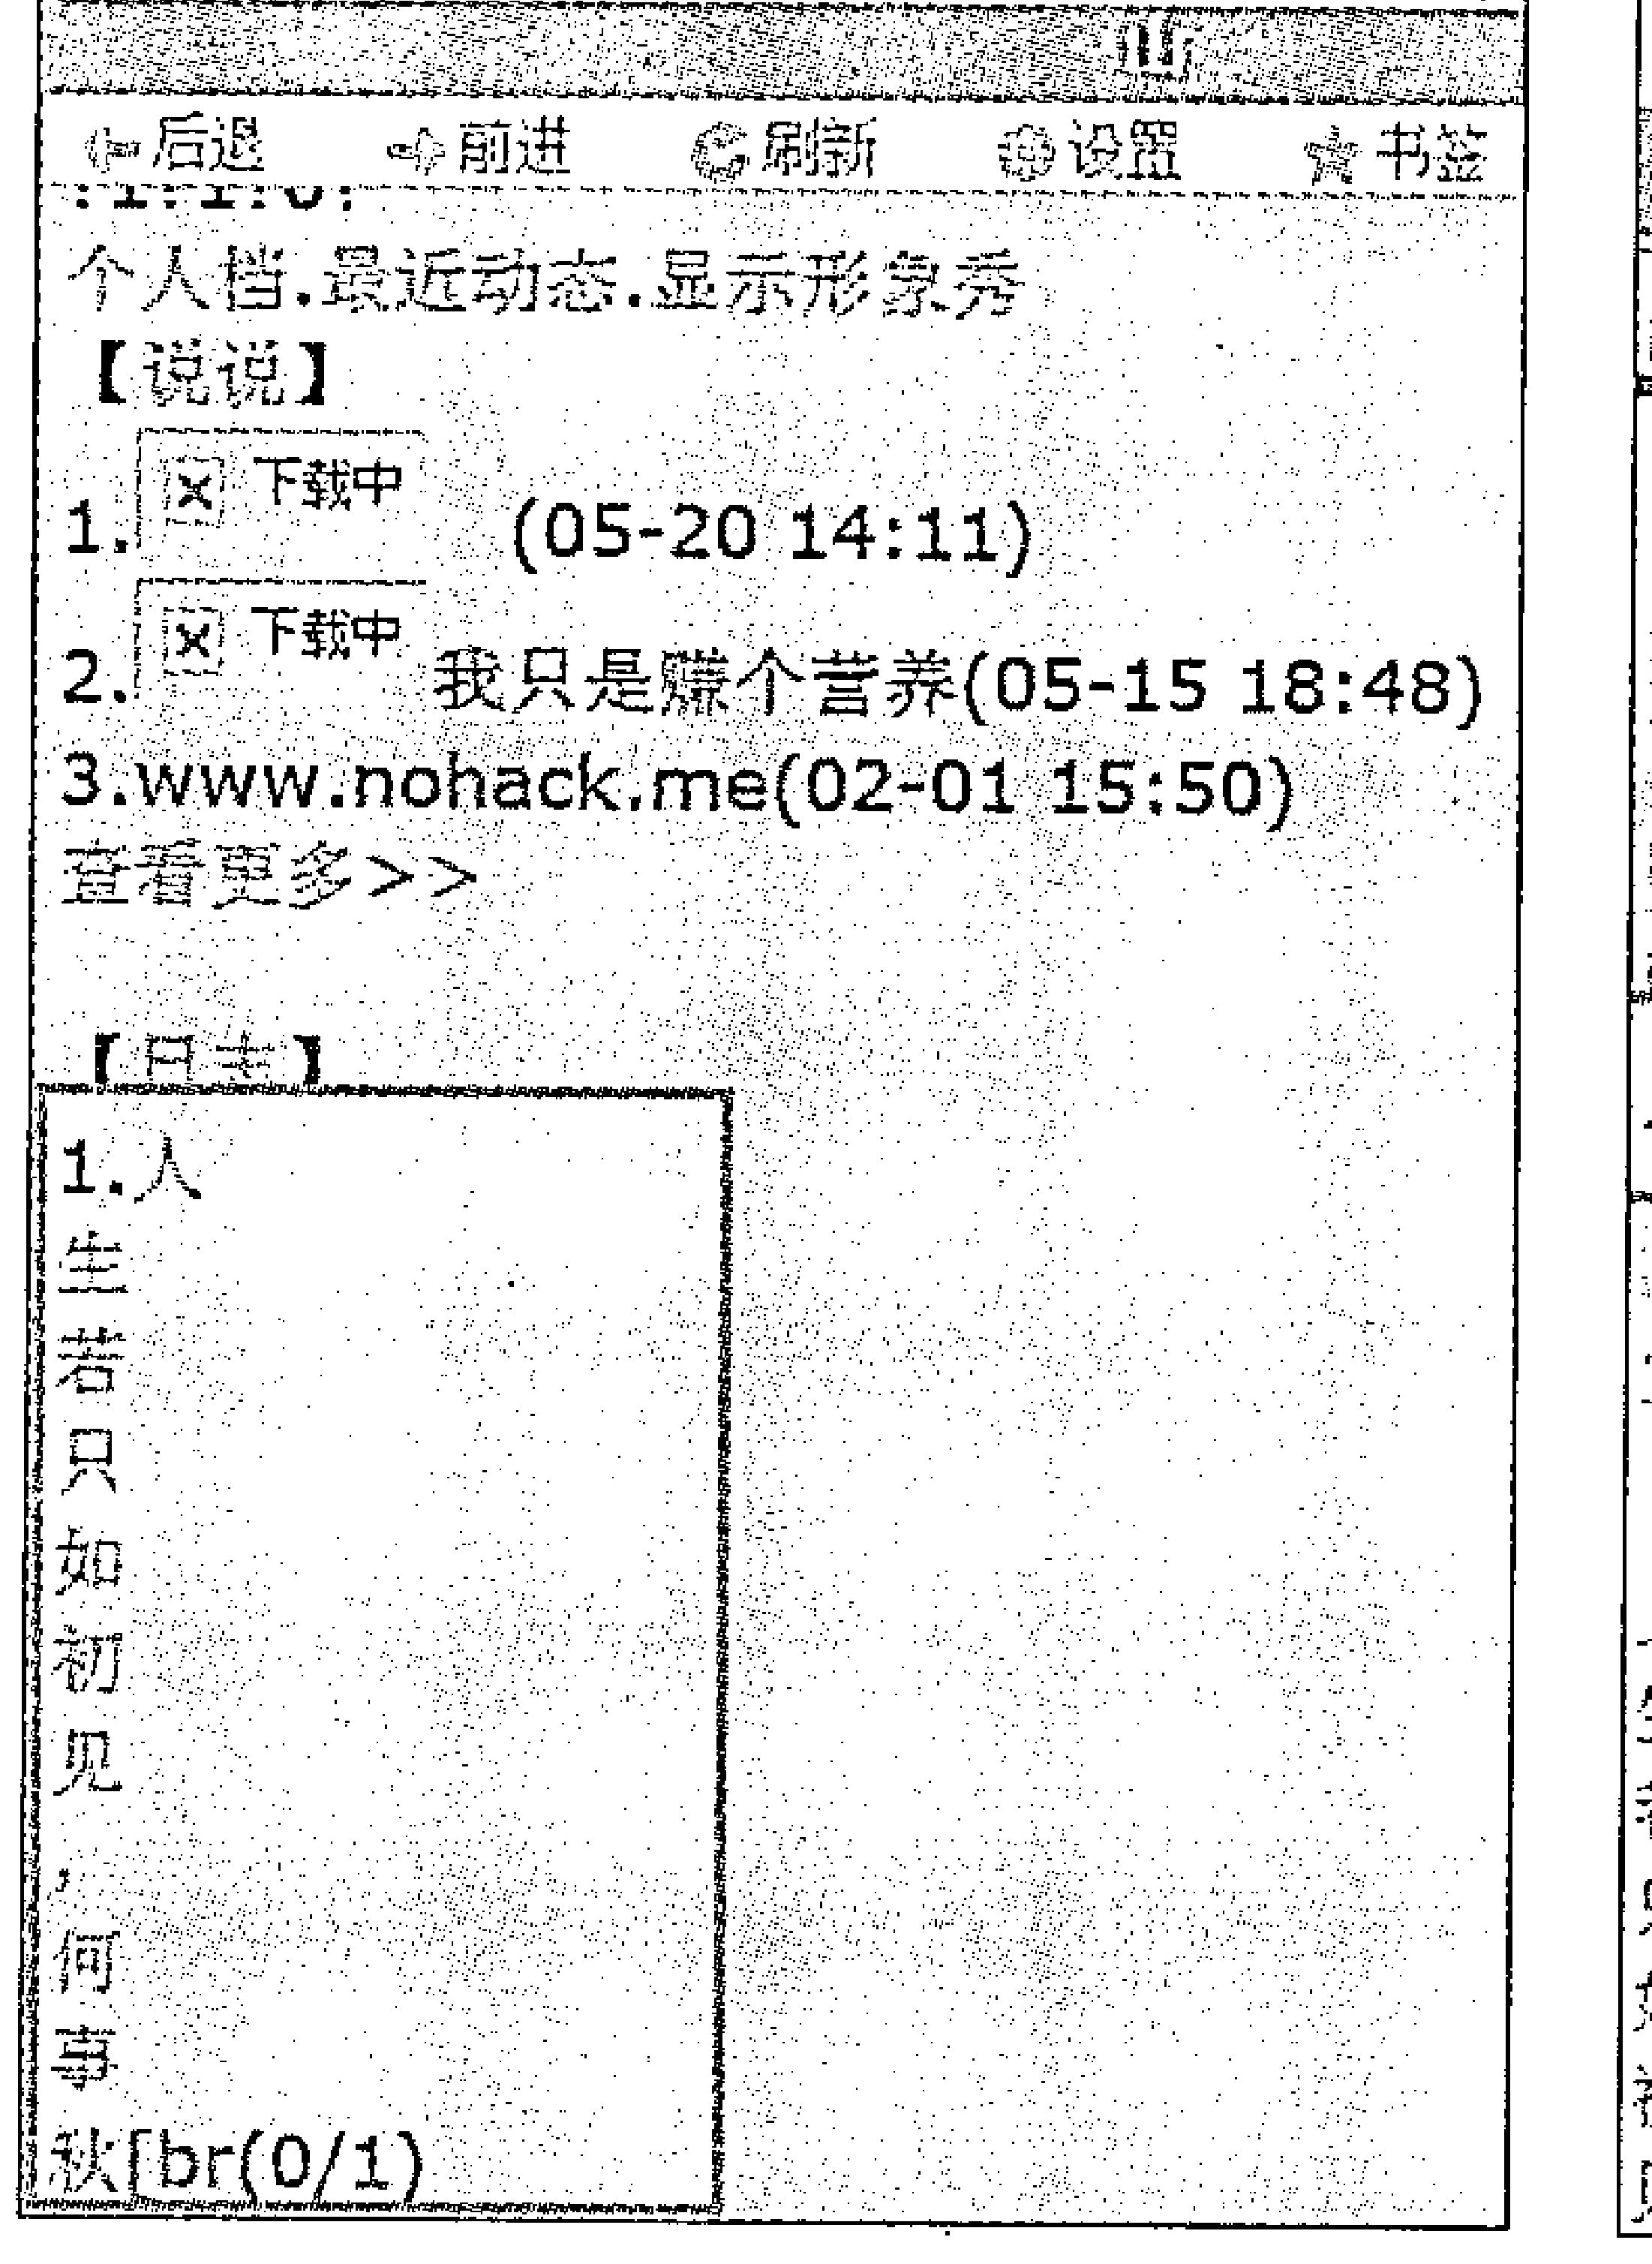 后退 前进 刷新 设置 书签
个人档.最近动态.显示形象秀
【说说】
1. 下载中 (05-20 14:11)
2. 下载中 我只是赚个营养(05-15 18:48)
3.www.nohack.me(02-01 15:50)
查看更多>>
【日志】
1.人
生
若
只
如
初
见
,
何
事
秋[br(0/1)